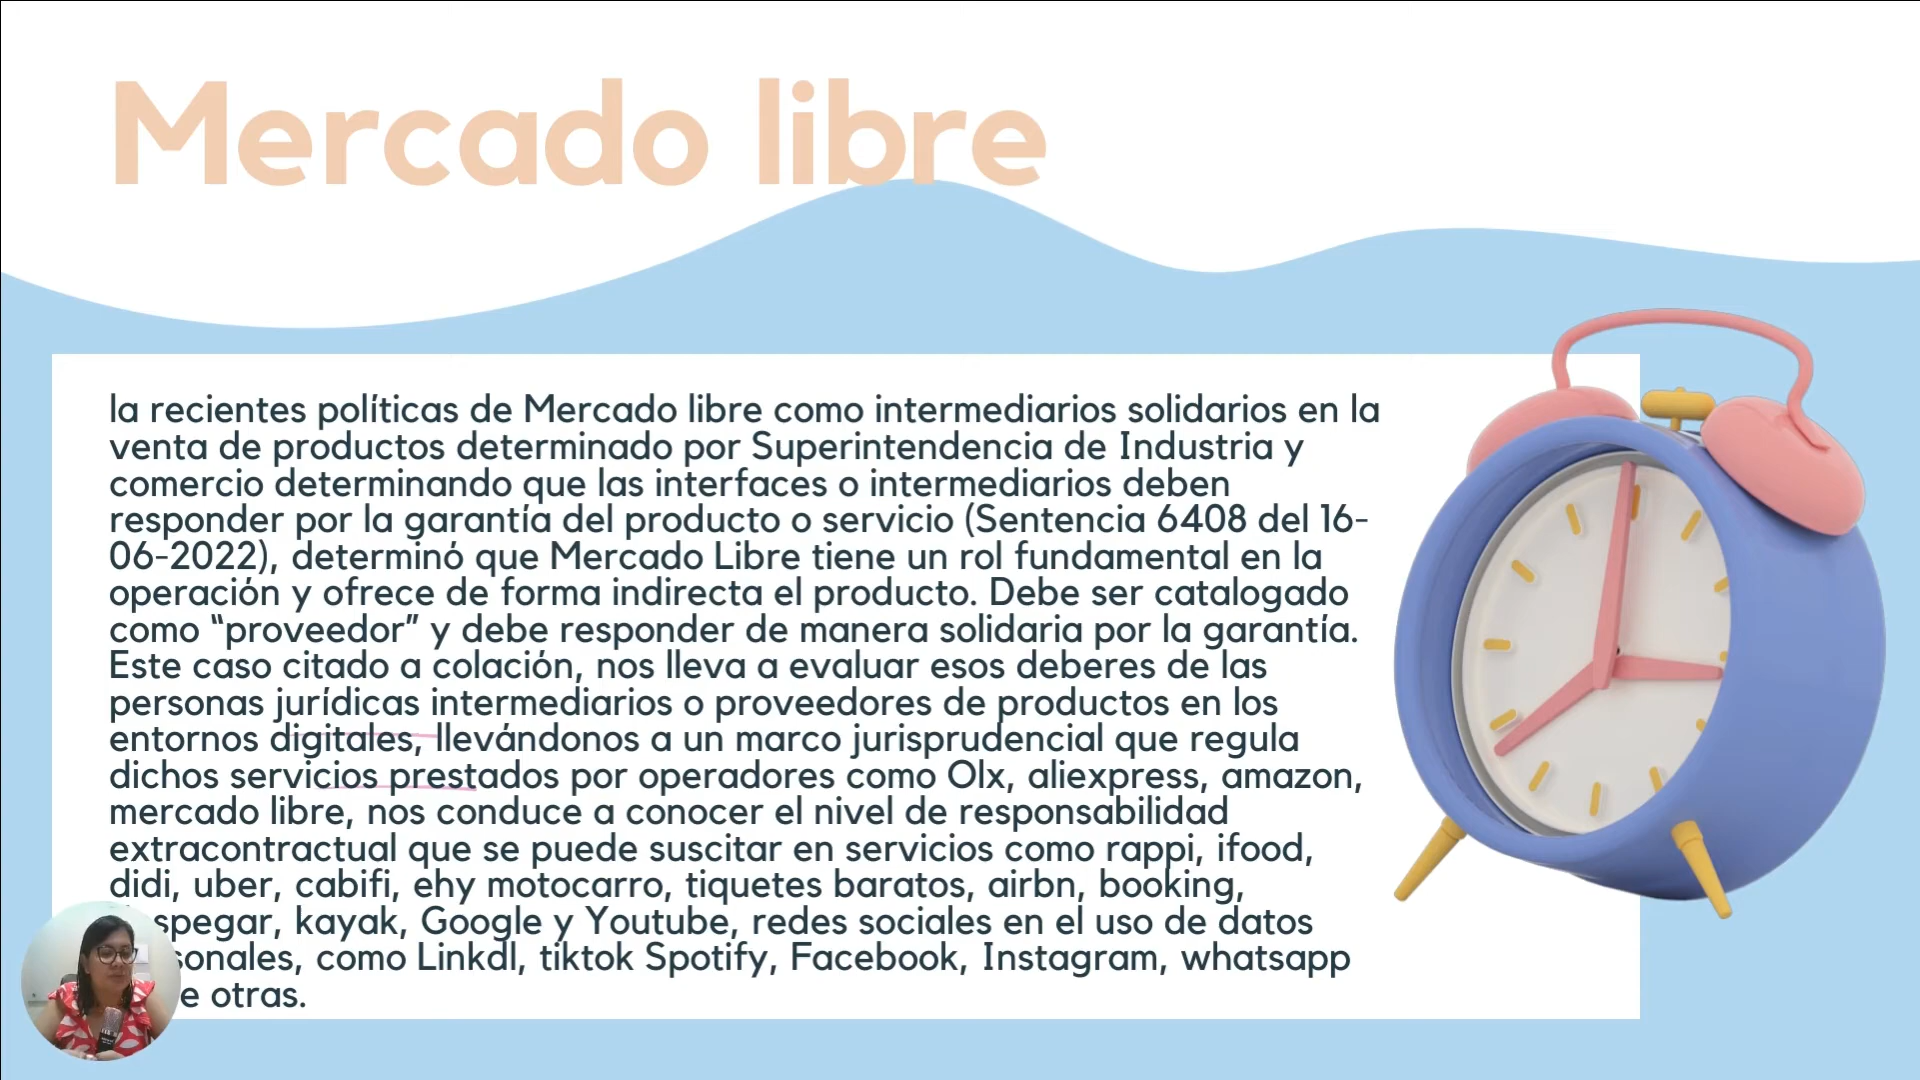 Mercado libre
la recientes políticas de Mercado libre como intermediarios solidarios en la
venta de productos determinado por Superintendencia de Industria y
comercio determinando que las interfaces o intermediarios deben
responder por la garantía del producto o servicio (Sentencia 6408 del 16-
06-2022), determinó que Mercado Libre tiene un rol fundamental en la
operación y ofrece de forma indirecta el producto. Debe ser catalogado
como “proveedor” y debe responder de manera solidaria por la garantía.
Este caso citado a colación, nos lleva a evaluar esos deberes de las
personas jurídicas intermediarios o proveedores de productos en los
entornos digitales, llevándonos a un marco jurisprudencial que regula
dichos servicios prestados por operadores como Olx, aliexpress, amazon,
mercado libre, nos conduce a conocer el nivel de responsabilidad
extracontractual que se puede suscitar en servicios como rappi, ifood,
didi, uber, cabifi, ehy motocarro, tiquetes baratos, airbn, booking,
spegar, kayak, Google y Youtube, redes sociales en el uso de datos
sonales, como Linkdl, tiktok Spotify, Facebook, Instagram, whatsapp
e otras.